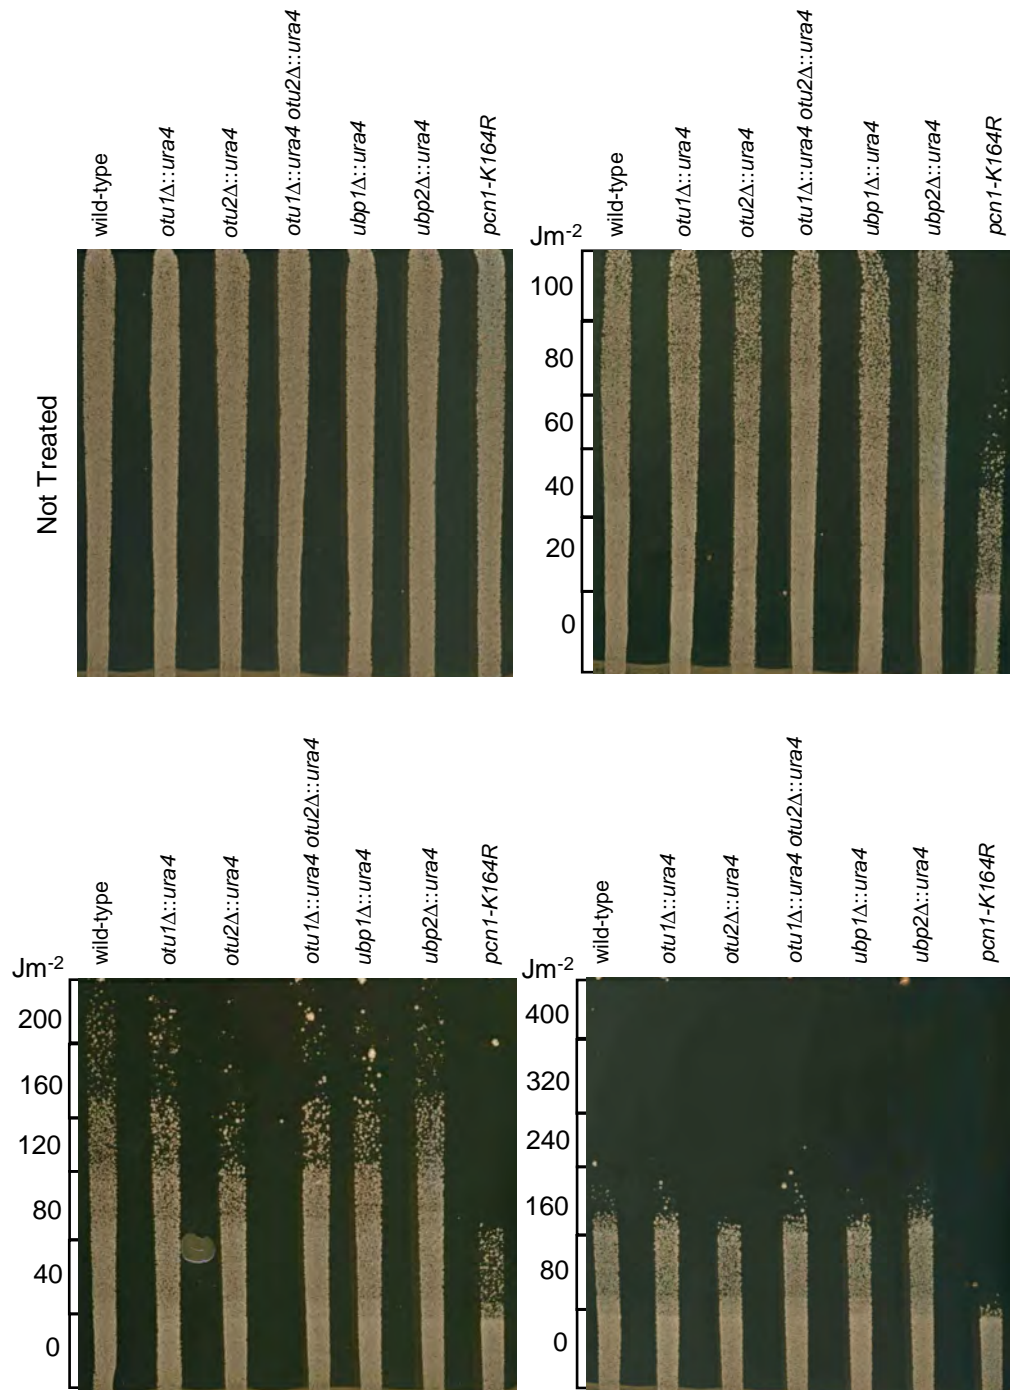 wild-type
otu1Δ::ura4
otu2Δ::ura4
otu1Δ::ura4 otu2Δ::ura4
ubp1Δ::ura4
ubp2Δ::ura4
pcn1-K164R
Not Treated
wild-type
otu1Δ::ura4
otu2Δ::ura4
otu1Δ::ura4 otu2Δ::ura4
ubp1Δ::ura4
ubp2Δ::ura4
pcn1-K164R
Jm-2
100
80
60
40
20
0
wild-type
otu1Δ::ura4
otu2Δ::ura4
otu1Δ::ura4 otu2Δ::ura4
ubp1Δ::ura4
ubp2Δ::ura4
pcn1-K164R
Jm-2
200
160
120
80
40
0
wild-type
otu1Δ::ura4
otu2Δ::ura4
otu1Δ::ura4 otu2Δ::ura4
ubp1Δ::ura4
ubp2Δ::ura4
pcn1-K164R
Jm-2
400
320
240
160
80
0